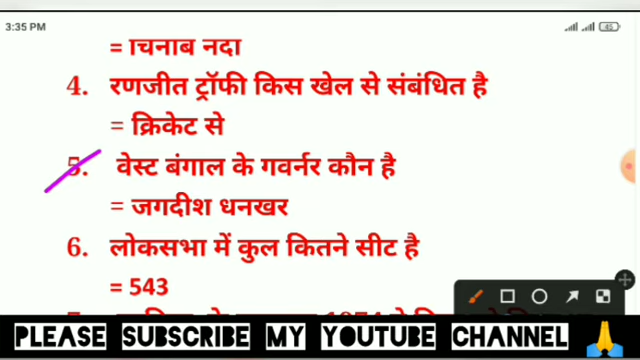 3:35 PM
45
= चिनाब नदी
4. रणजीत ट्रॉफी किस खेल से संबंधित है
= क्रिकेट से
5. वेस्ट बंगाल के गवर्नर कौन है
= जगदीश धनखर
6. लोकसभा में कुल कितने सीट है
= 543
PLEASE SUBSCRIBE MY YOUTUBE CHANNEL 🙏